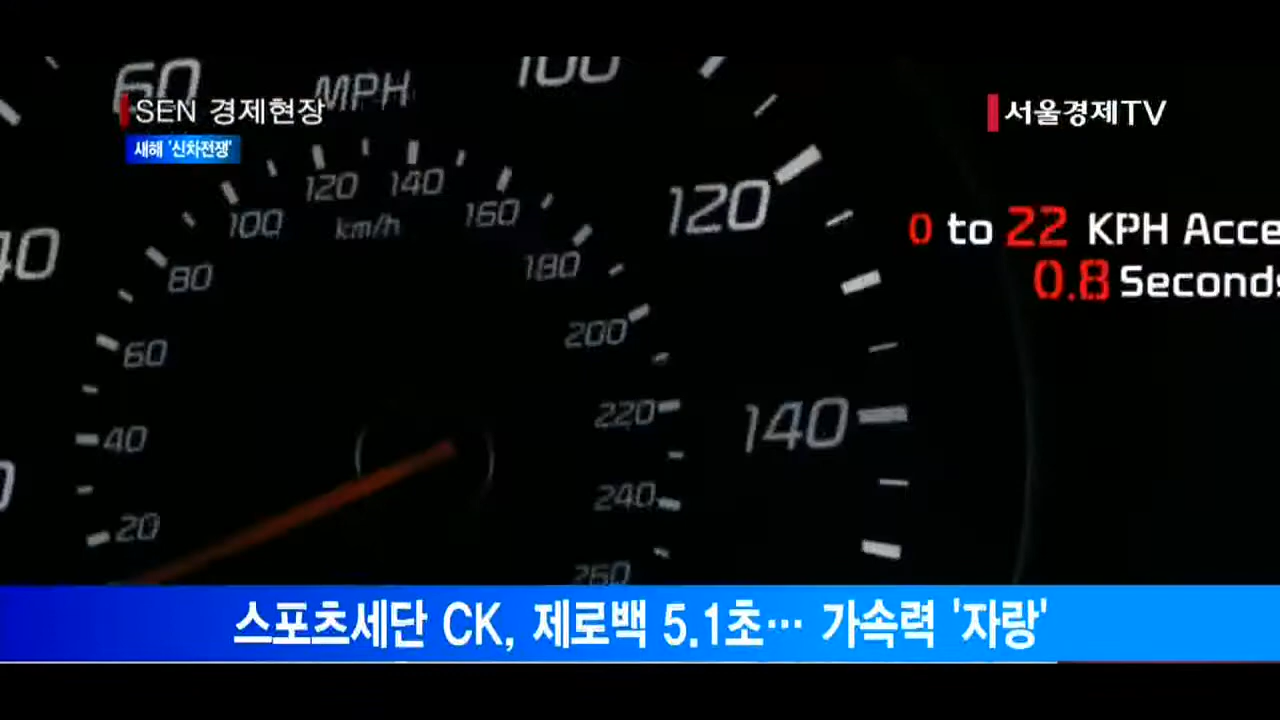 60
MPH
100
SEN 경제현장
서울경제TV
새해 '신차전쟁'
120
140
100
km/h
160
120
0 to 22 KPH Acce
40
80
180
0.8 Seconds
60
200
220
140
40
240
20
260
스포츠세단 CK, 제로백 5.1초··· 가속력 '자랑'